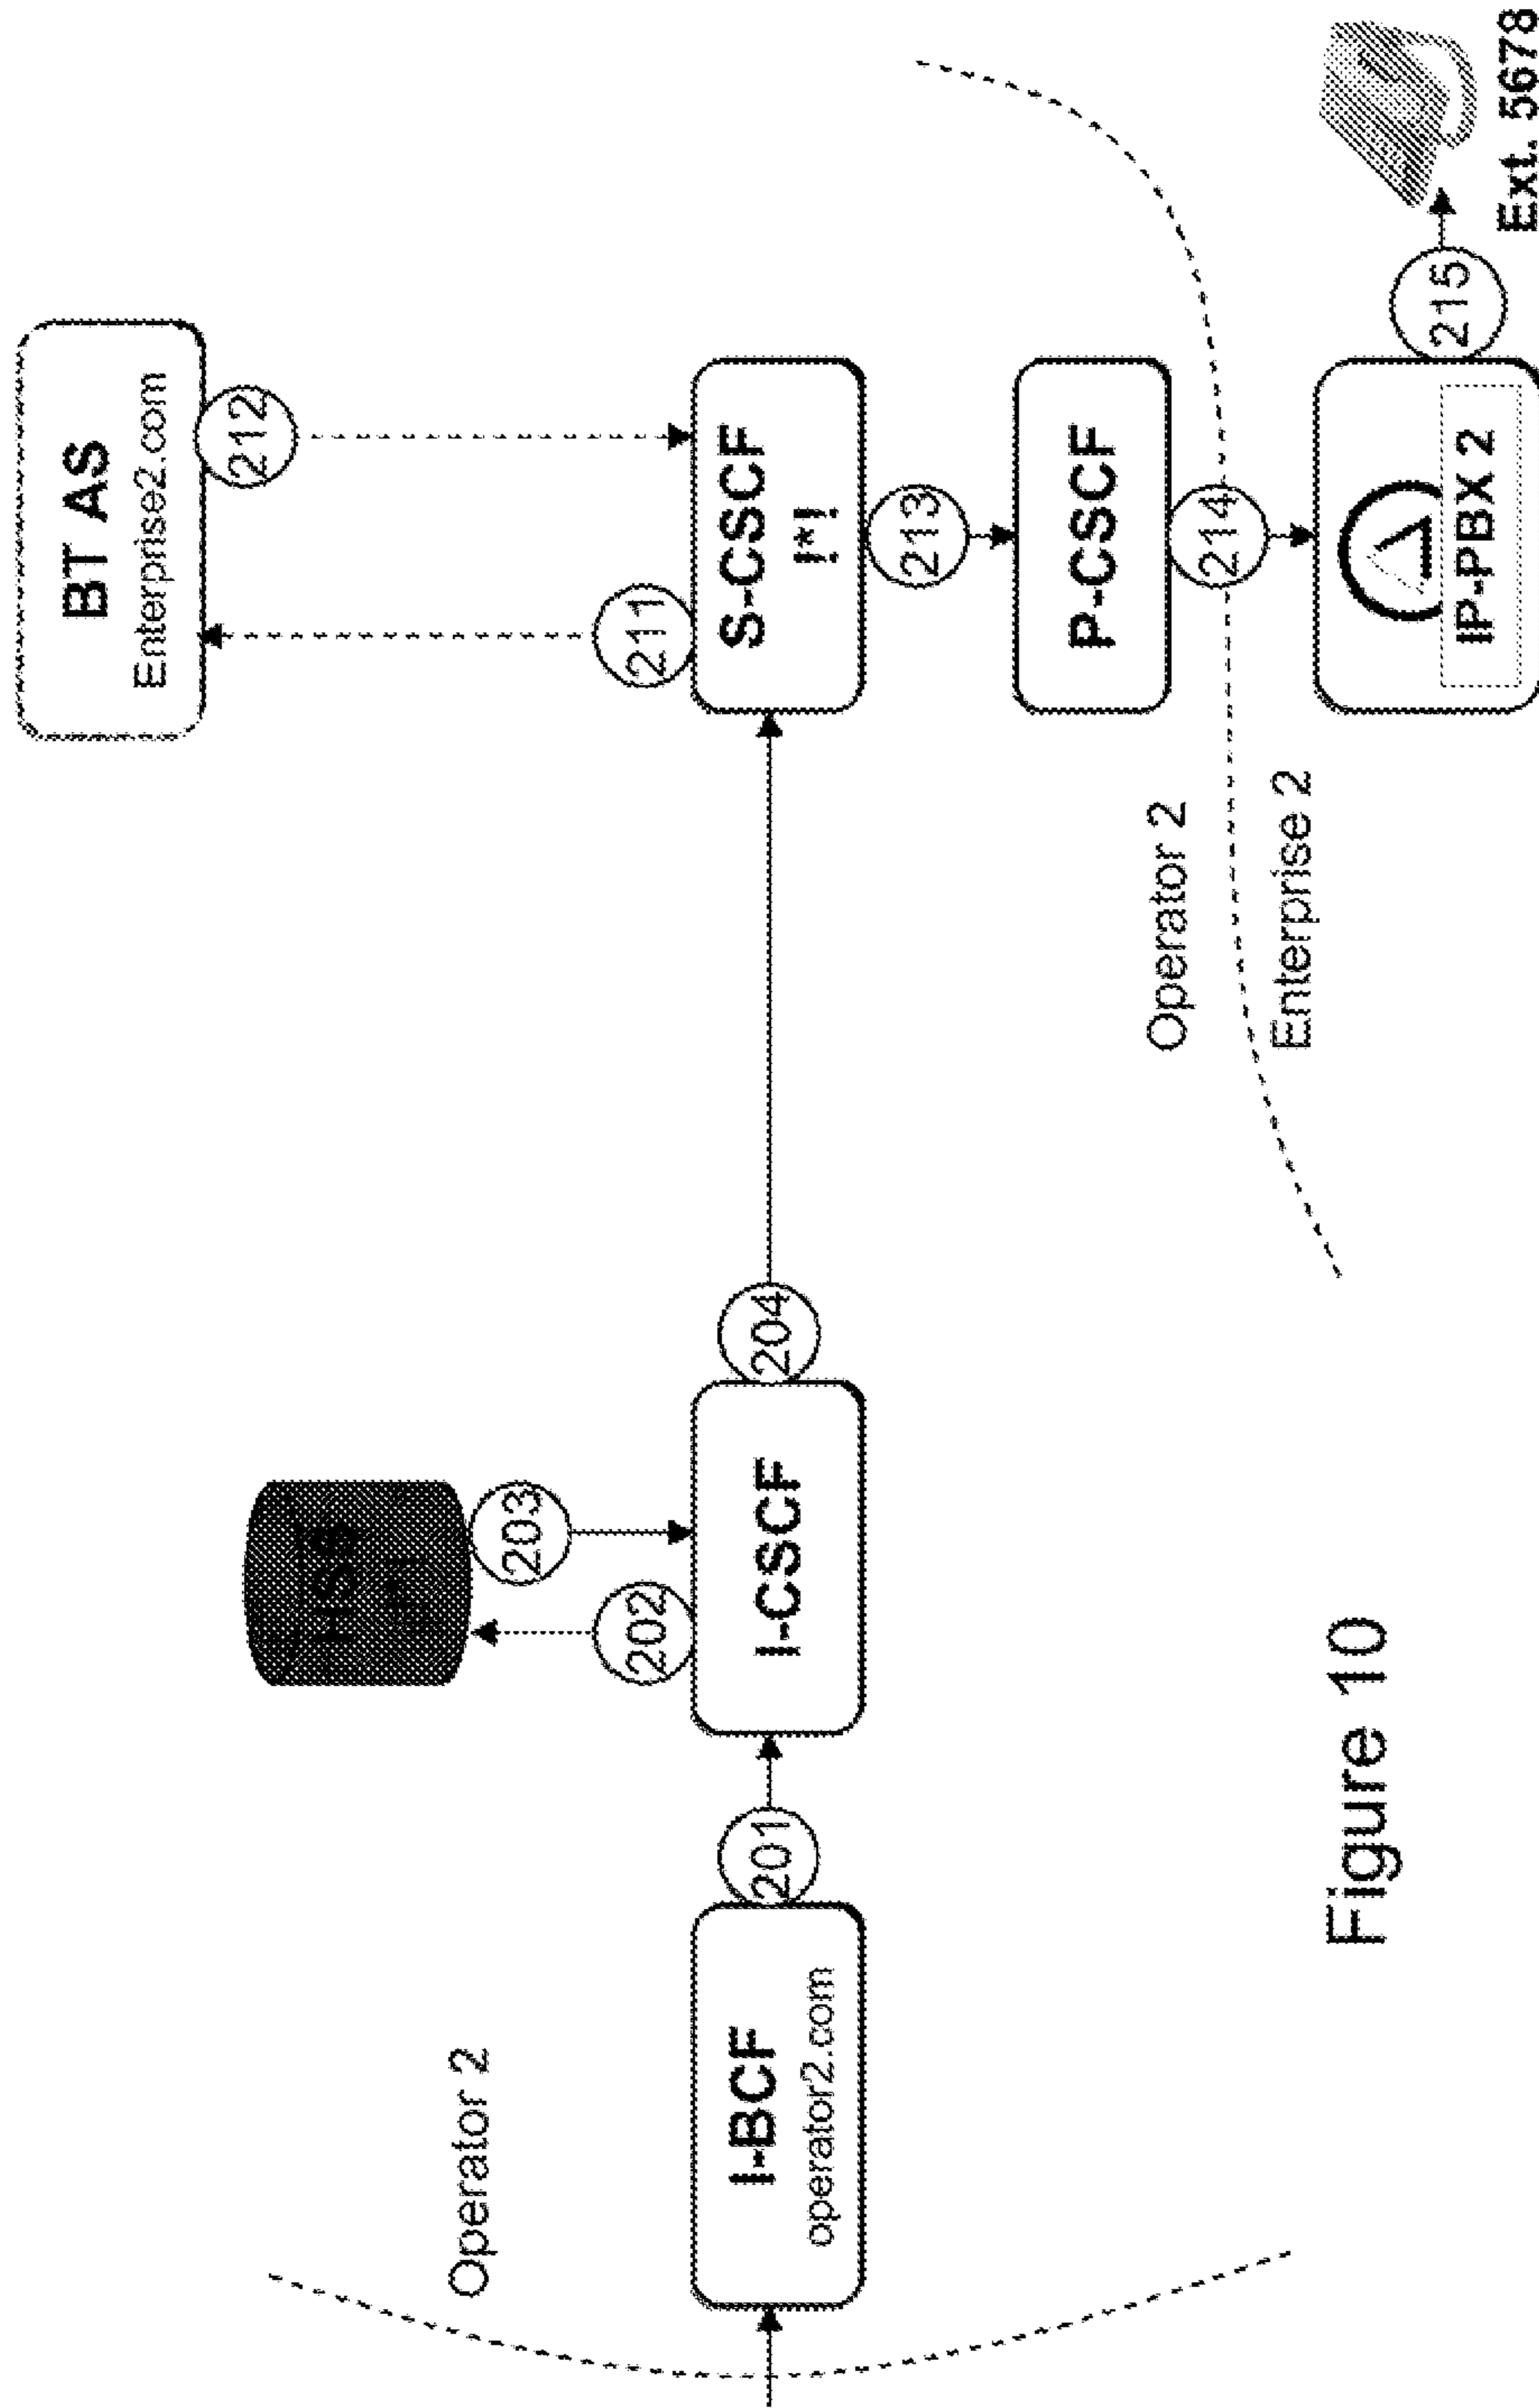 Operator 2
I-BCF
operator2.com
201
HSS
202
203
I-CSCF
204
BT AS
Enterprise2.com
211
212
S-CSCF
!*!
213
P-CSCF
214
Operator 2
Enterprise 2
IP-PBX 2
215
Ext. 5678
Figure 10